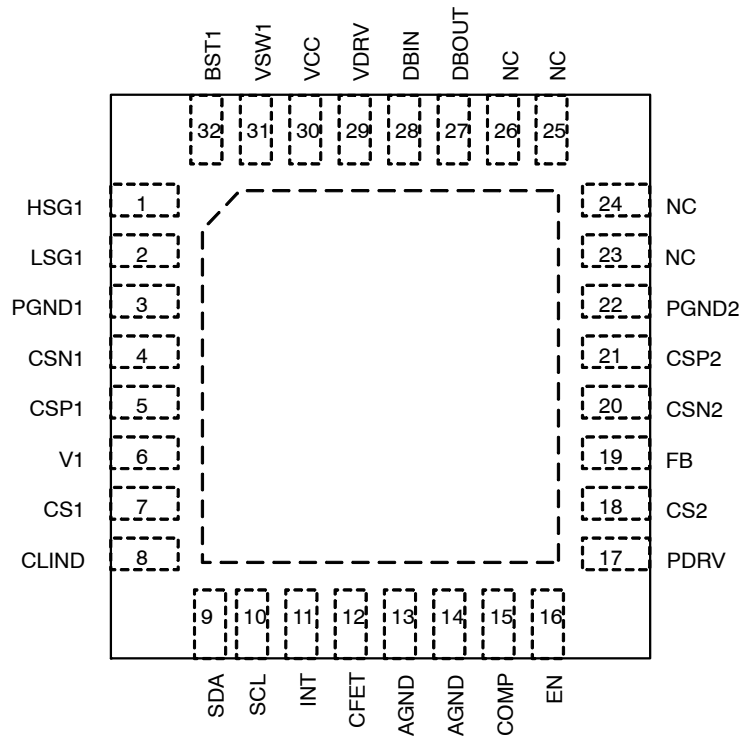 BST1 VSW1 VCC VDRV DBIN DBOUT NC NC
32 31 30 29 28 27 26 25
HSG1 1 24 NC
LSG1 2 23 NC
PGND1 3 22 PGND2
CSN1 4 21 CSP2
CSP1 5 20 CSN2
V1 6 19 FB
CS1 7 18 CS2
CLIND 8 17 PDRV
9 10 11 12 13 14 15 16
SDA SCL INT CFET AGND AGND COMP EN